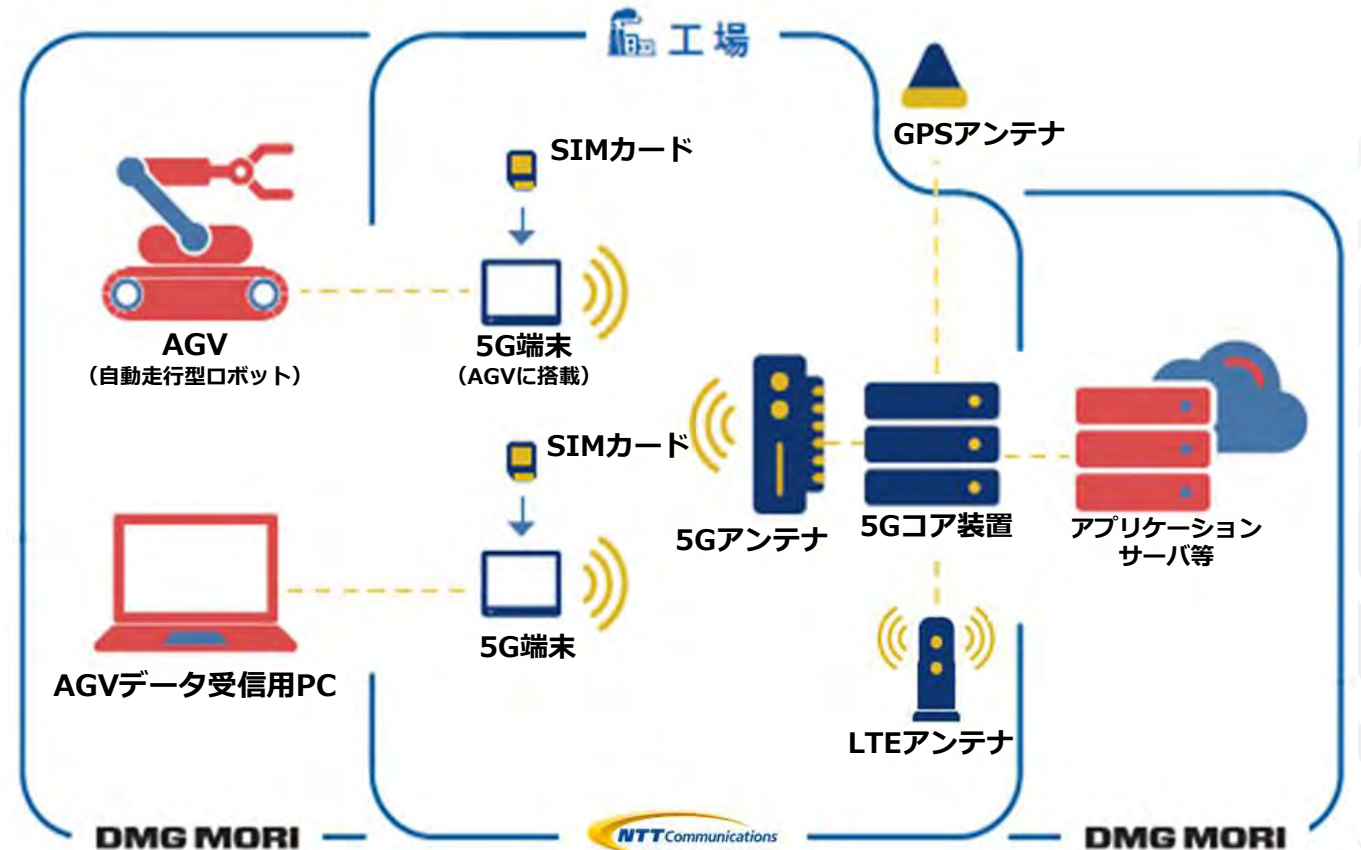 工場
GPSアンテナ
SIMカード
AGV
（自動走行型ロボット）
5G端末
（AGVに搭載）
SIMカード
5Gアンテナ
5Gコア装置
アプリケーション
サーバ等
5G端末
AGVデータ受信用PC
LTEアンテナ
DMG MORI
NTT Communications
DMG MORI